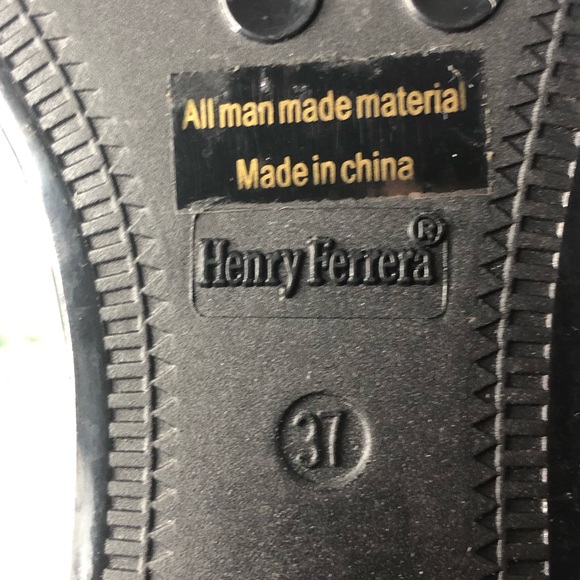 All man made material
Made in china
Henry Ferrera®
37